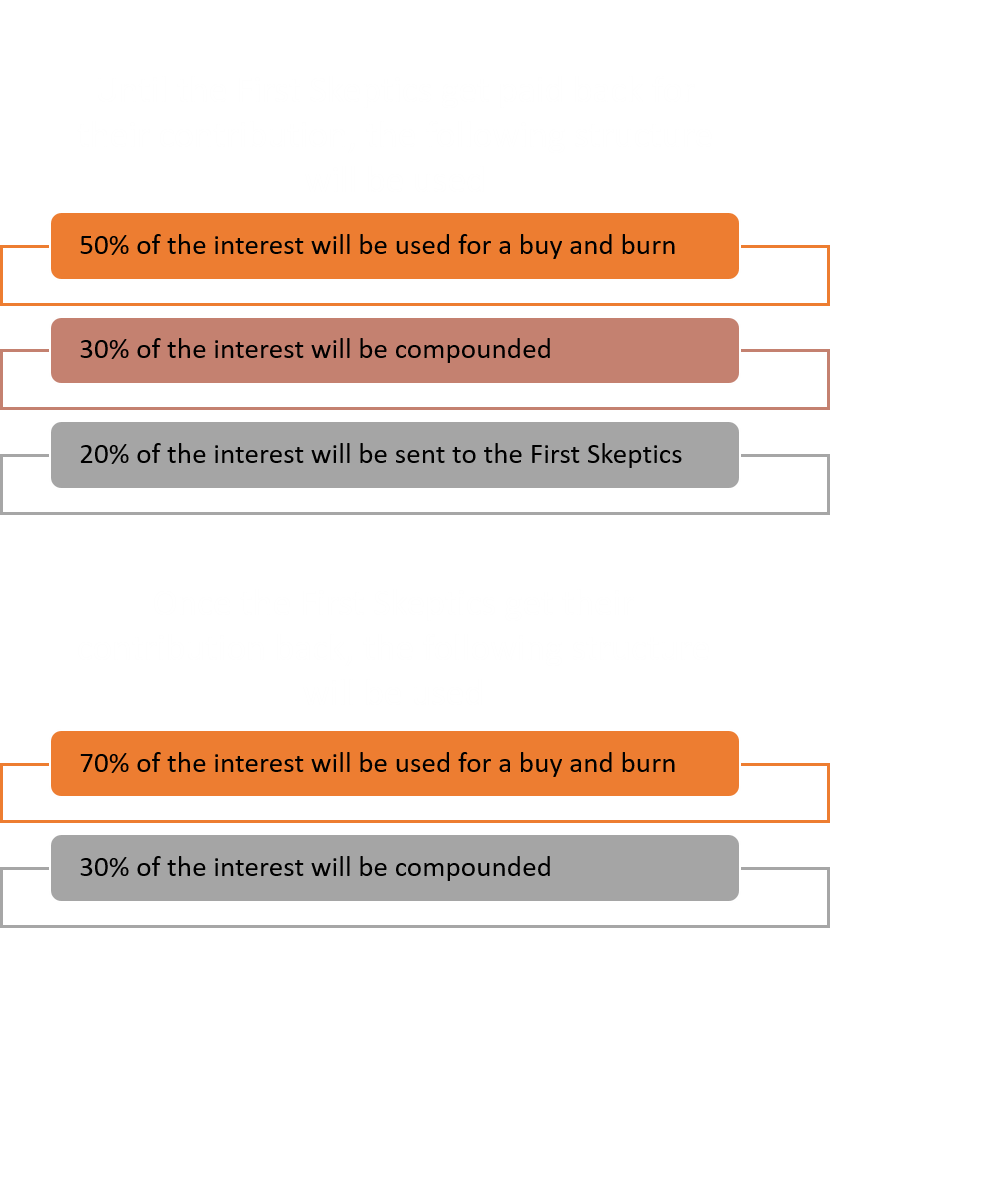 50% of the interest will be used for a buy and burn
30% of the interest will be compounded
20% of the interest will be sent to the First Skeptics
70% of the interest will be used for a buy and burn
30% of the interest will be compounded